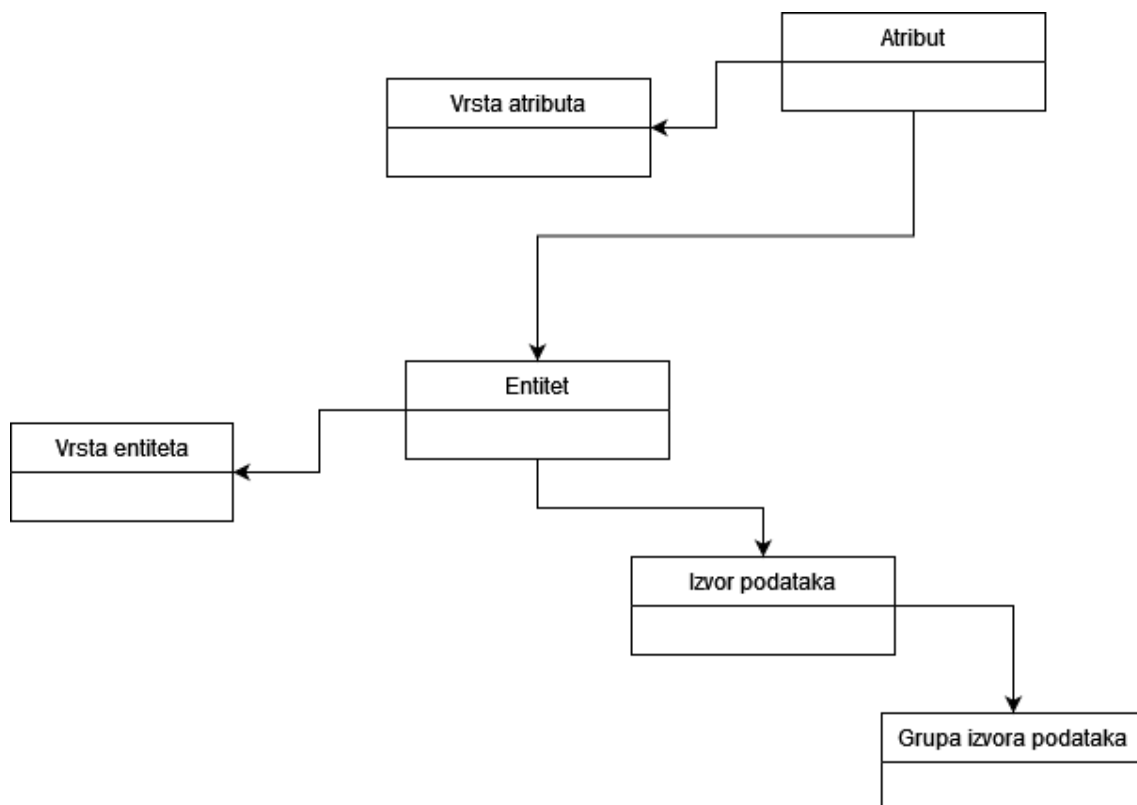 Atribut
Vrsta atributa
Entitet
Vrsta entiteta
Izvor podataka
Grupa izvora podataka